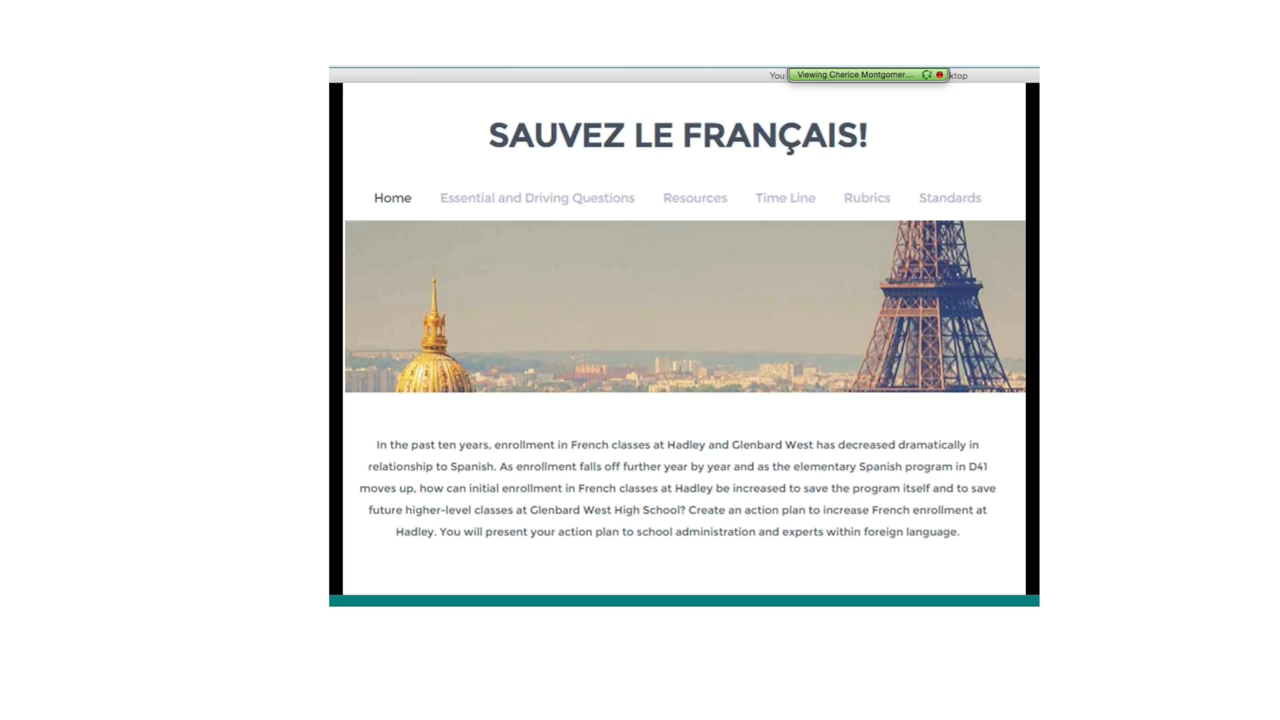 You
Viewing Cherice Montgomer...
ktop
SAUVEZ LE FRANÇAIS!
Home Essential and Driving Questions Resources Time Line Rubrics Standards
In the past ten years, enrollment in French classes at Hadley and Glenbard West has decreased dramatically in
relationship to Spanish. As enrollment falls off further year by year and as the elementary Spanish program in D41
moves up, how can initial enrollment in French classes at Hadley be increased to save the program itself and to save
future higher-level classes at Glenbard West High School? Create an action plan to increase French enrollment at
Hadley. You will present your action plan to school administration and experts within foreign language.